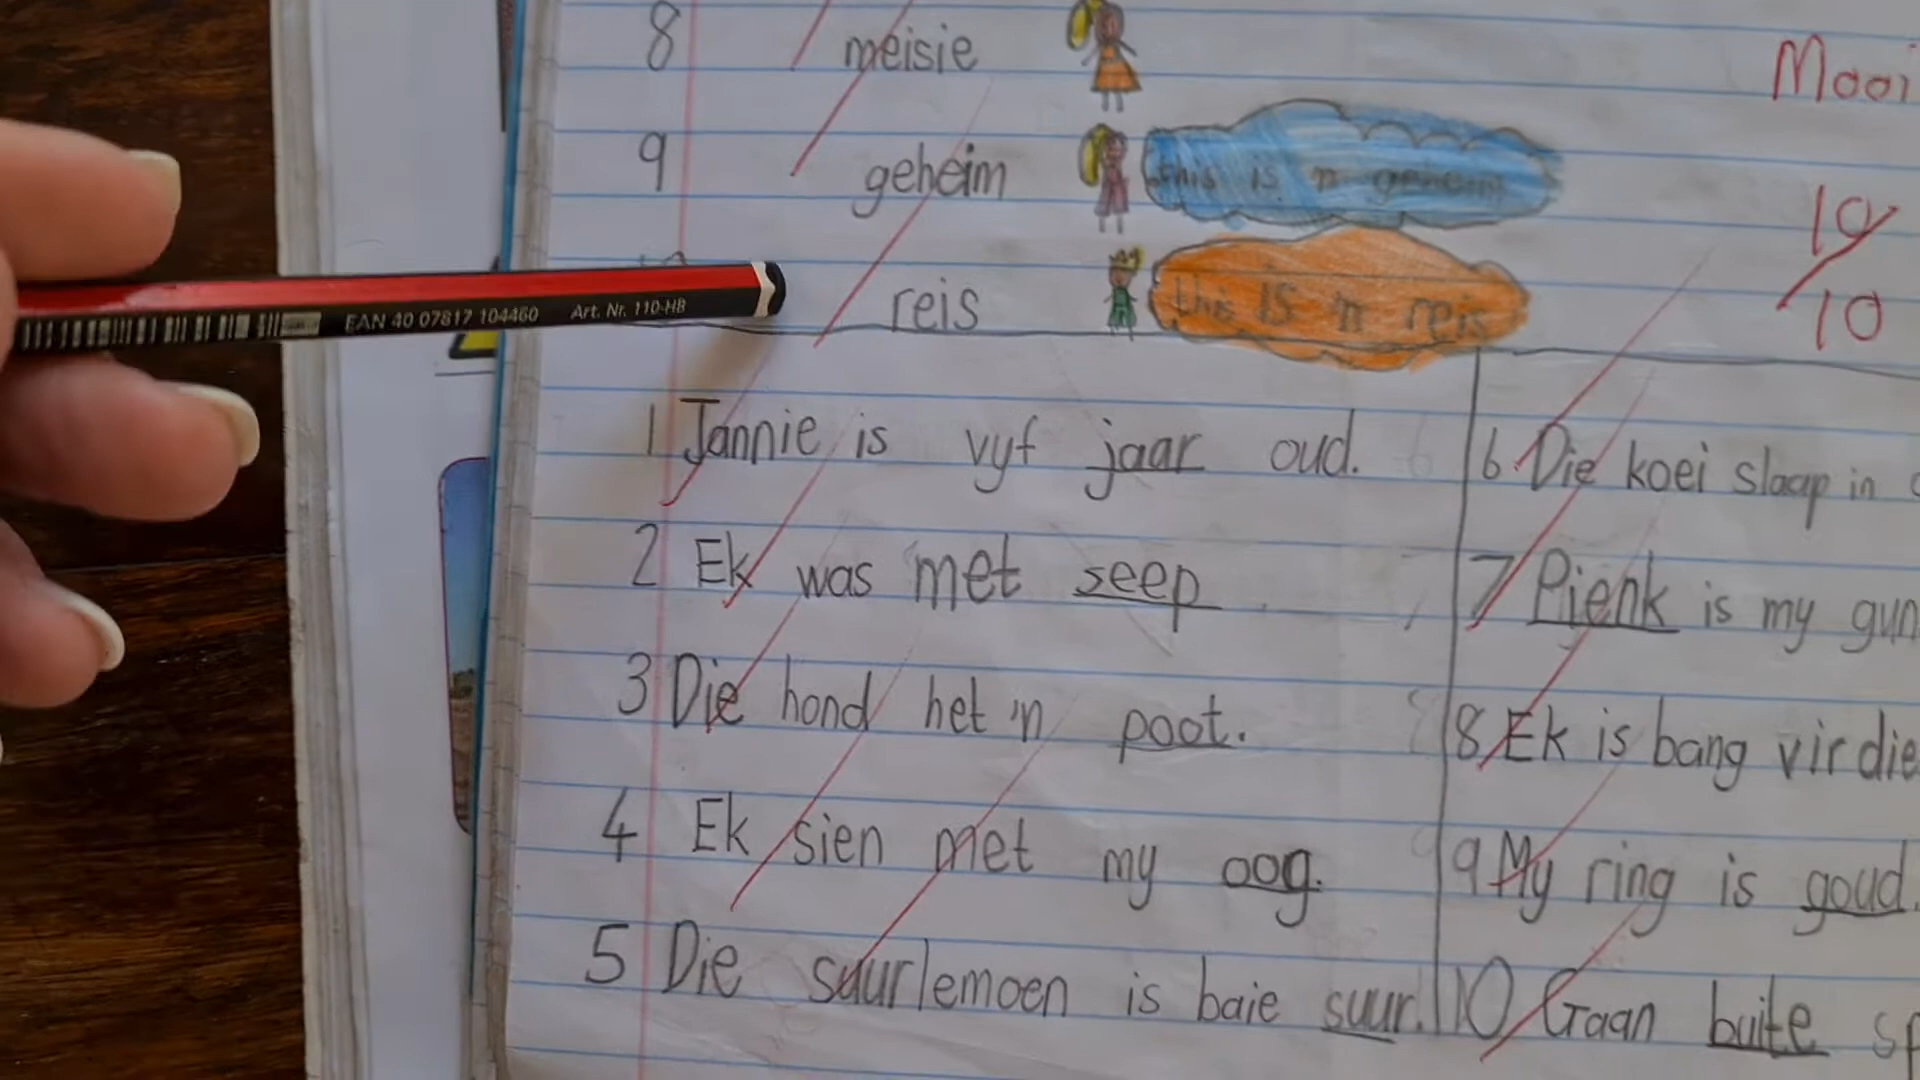 8 meisie
Mooi
9 geheim this is 'n geheim
10/10
reis this is 'n reis
EAN 40 07817 104460 Art. Nr. 110-HB
1 Jannie is vyf jaar oud.
2 Ek was met seep
3 Die hond het 'n poot.
4 Ek sien met my oog.
5 Die suurlemoen is baie suur.
6 Die koei slaap in
7 Pienk is my gun
8 Ek is bang vir die
9 My ring is goud.
10 Gaan buite sp